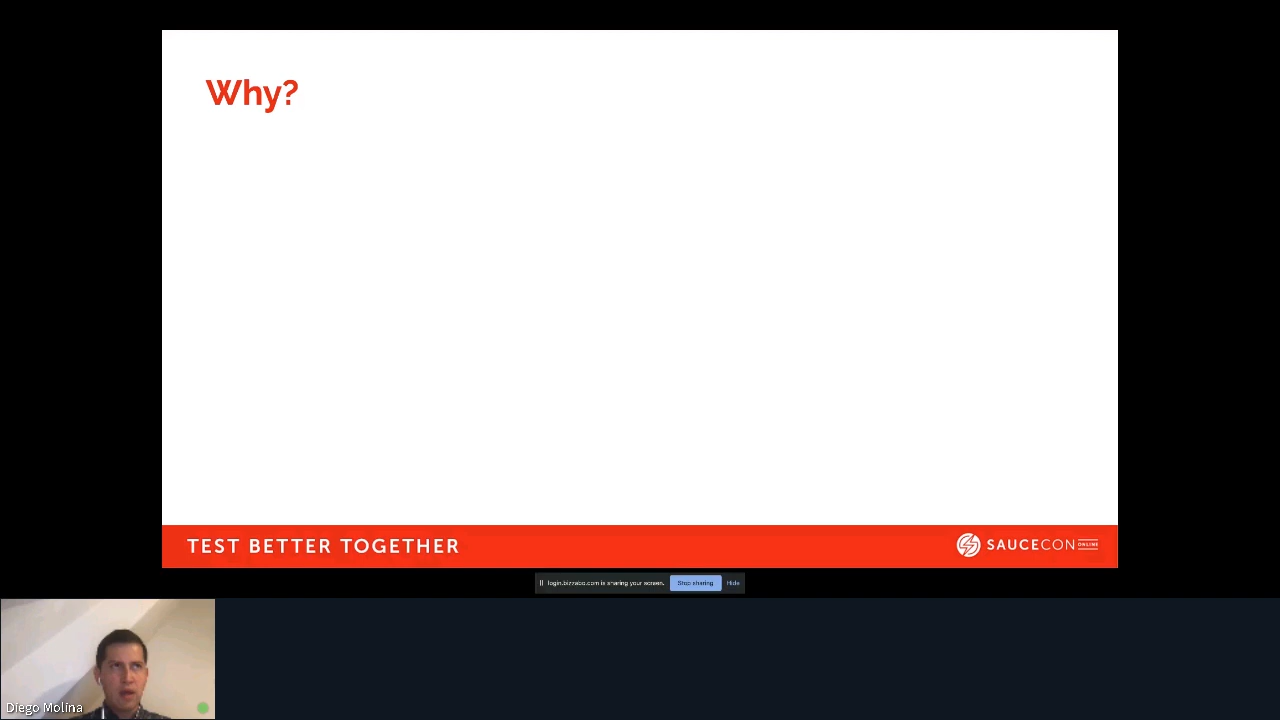 Why?
TEST BETTER TOGETHER
SAUCECON ONLINE
login.bizzabo.com is sharing your screen. Stop sharing Hide
Diego Molina